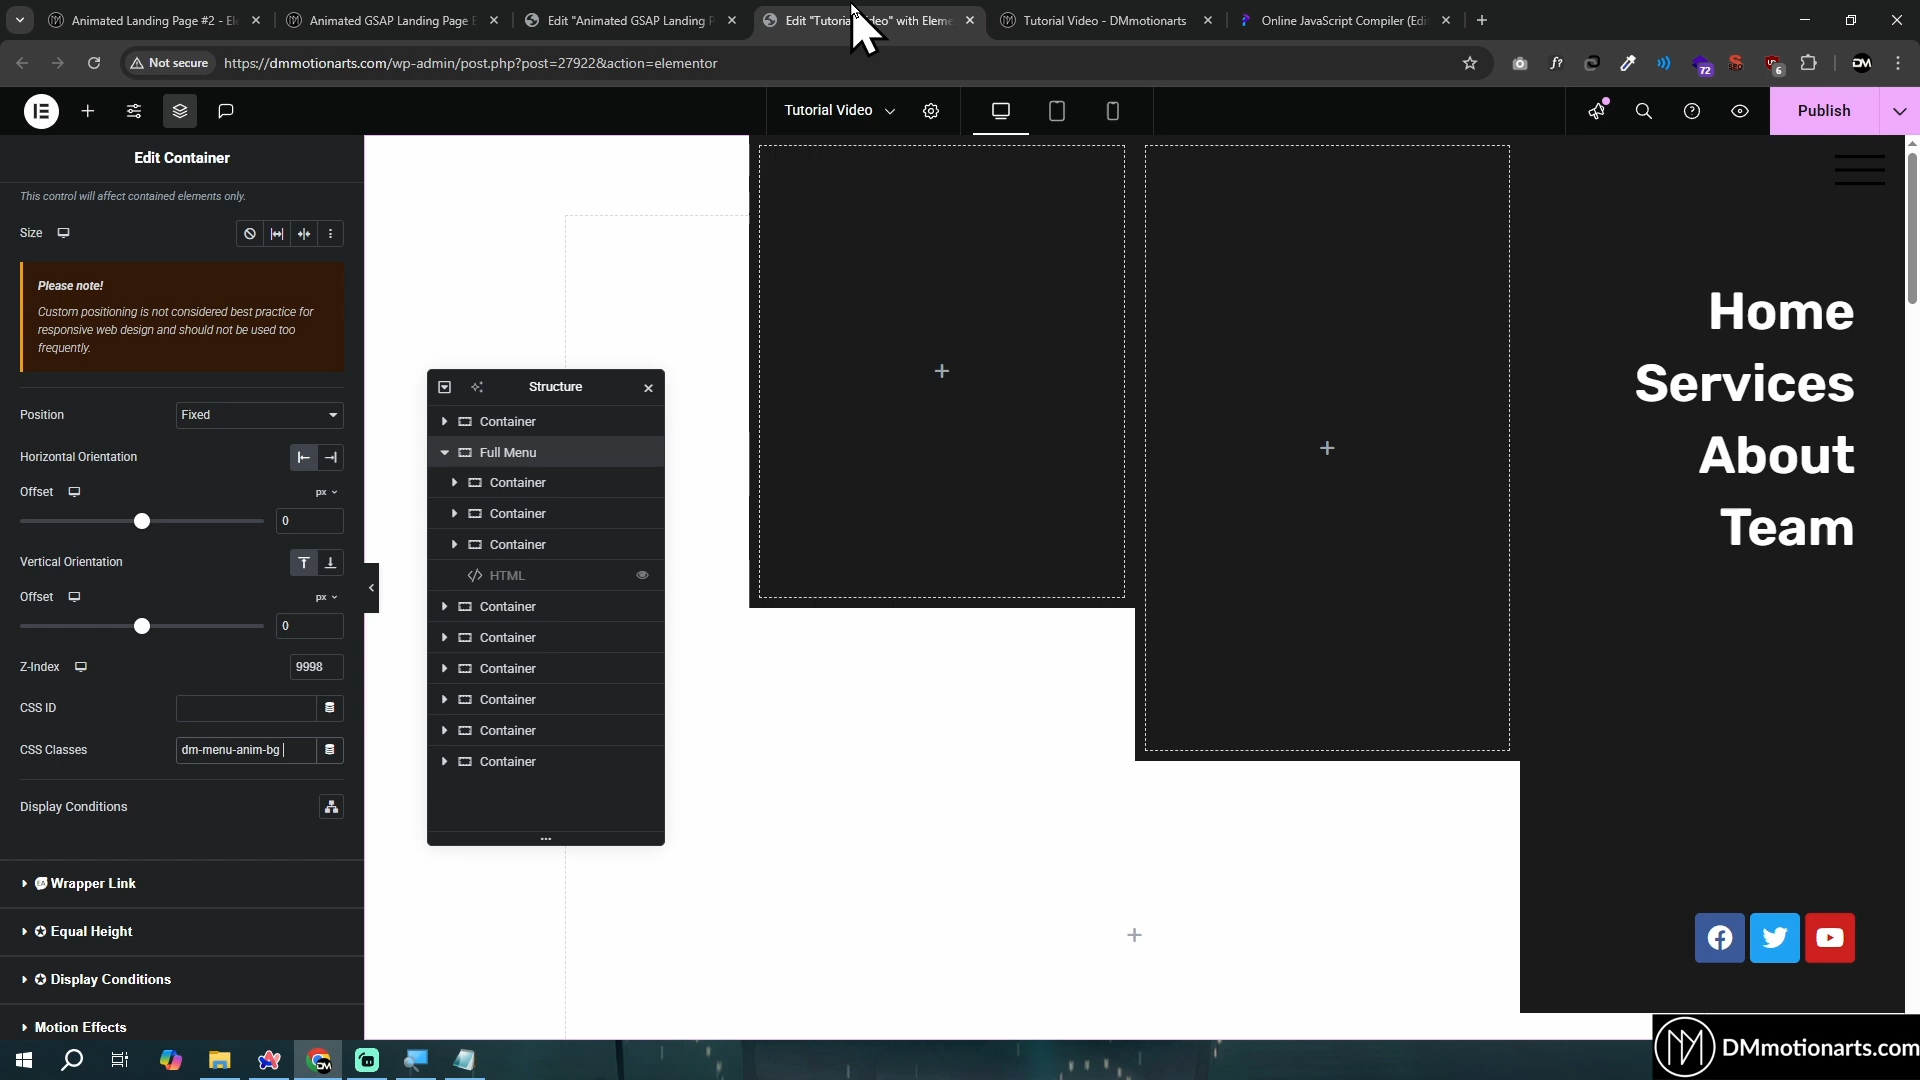 Animated Landing Page #2 - El
Animated GSAP Landing Page E
Edit "Animated GSAP Landing P
Edit "Tutorial Video" with Eleme
Tutorial Video - DMmotionarts
Online JavaScript Compiler (Edit
Not secure
https://dmmotionarts.com/wp-admin/post.php?post=27922&action=elementor
f?
72
SEO
6
DM
Tutorial Video
Publish
Edit Container
This control will affect contained elements only.
Size
Please note!
Custom positioning is not considered best practice for
responsive web design and should not be used too
frequently.
Position
Fixed
Horizontal Orientation
Offset
px
0
Vertical Orientation
Offset
px
0
Z-Index
9998
CSS ID
CSS Classes
dm-menu-anim-bg
Display Conditions
Wrapper Link
Equal Height
Display Conditions
Motion Effects
Structure
Container
Full Menu
Container
Container
Container
HTML
Container
Container
Container
Container
Container
Container
Home
Services
About
Team
DMmotionarts.com